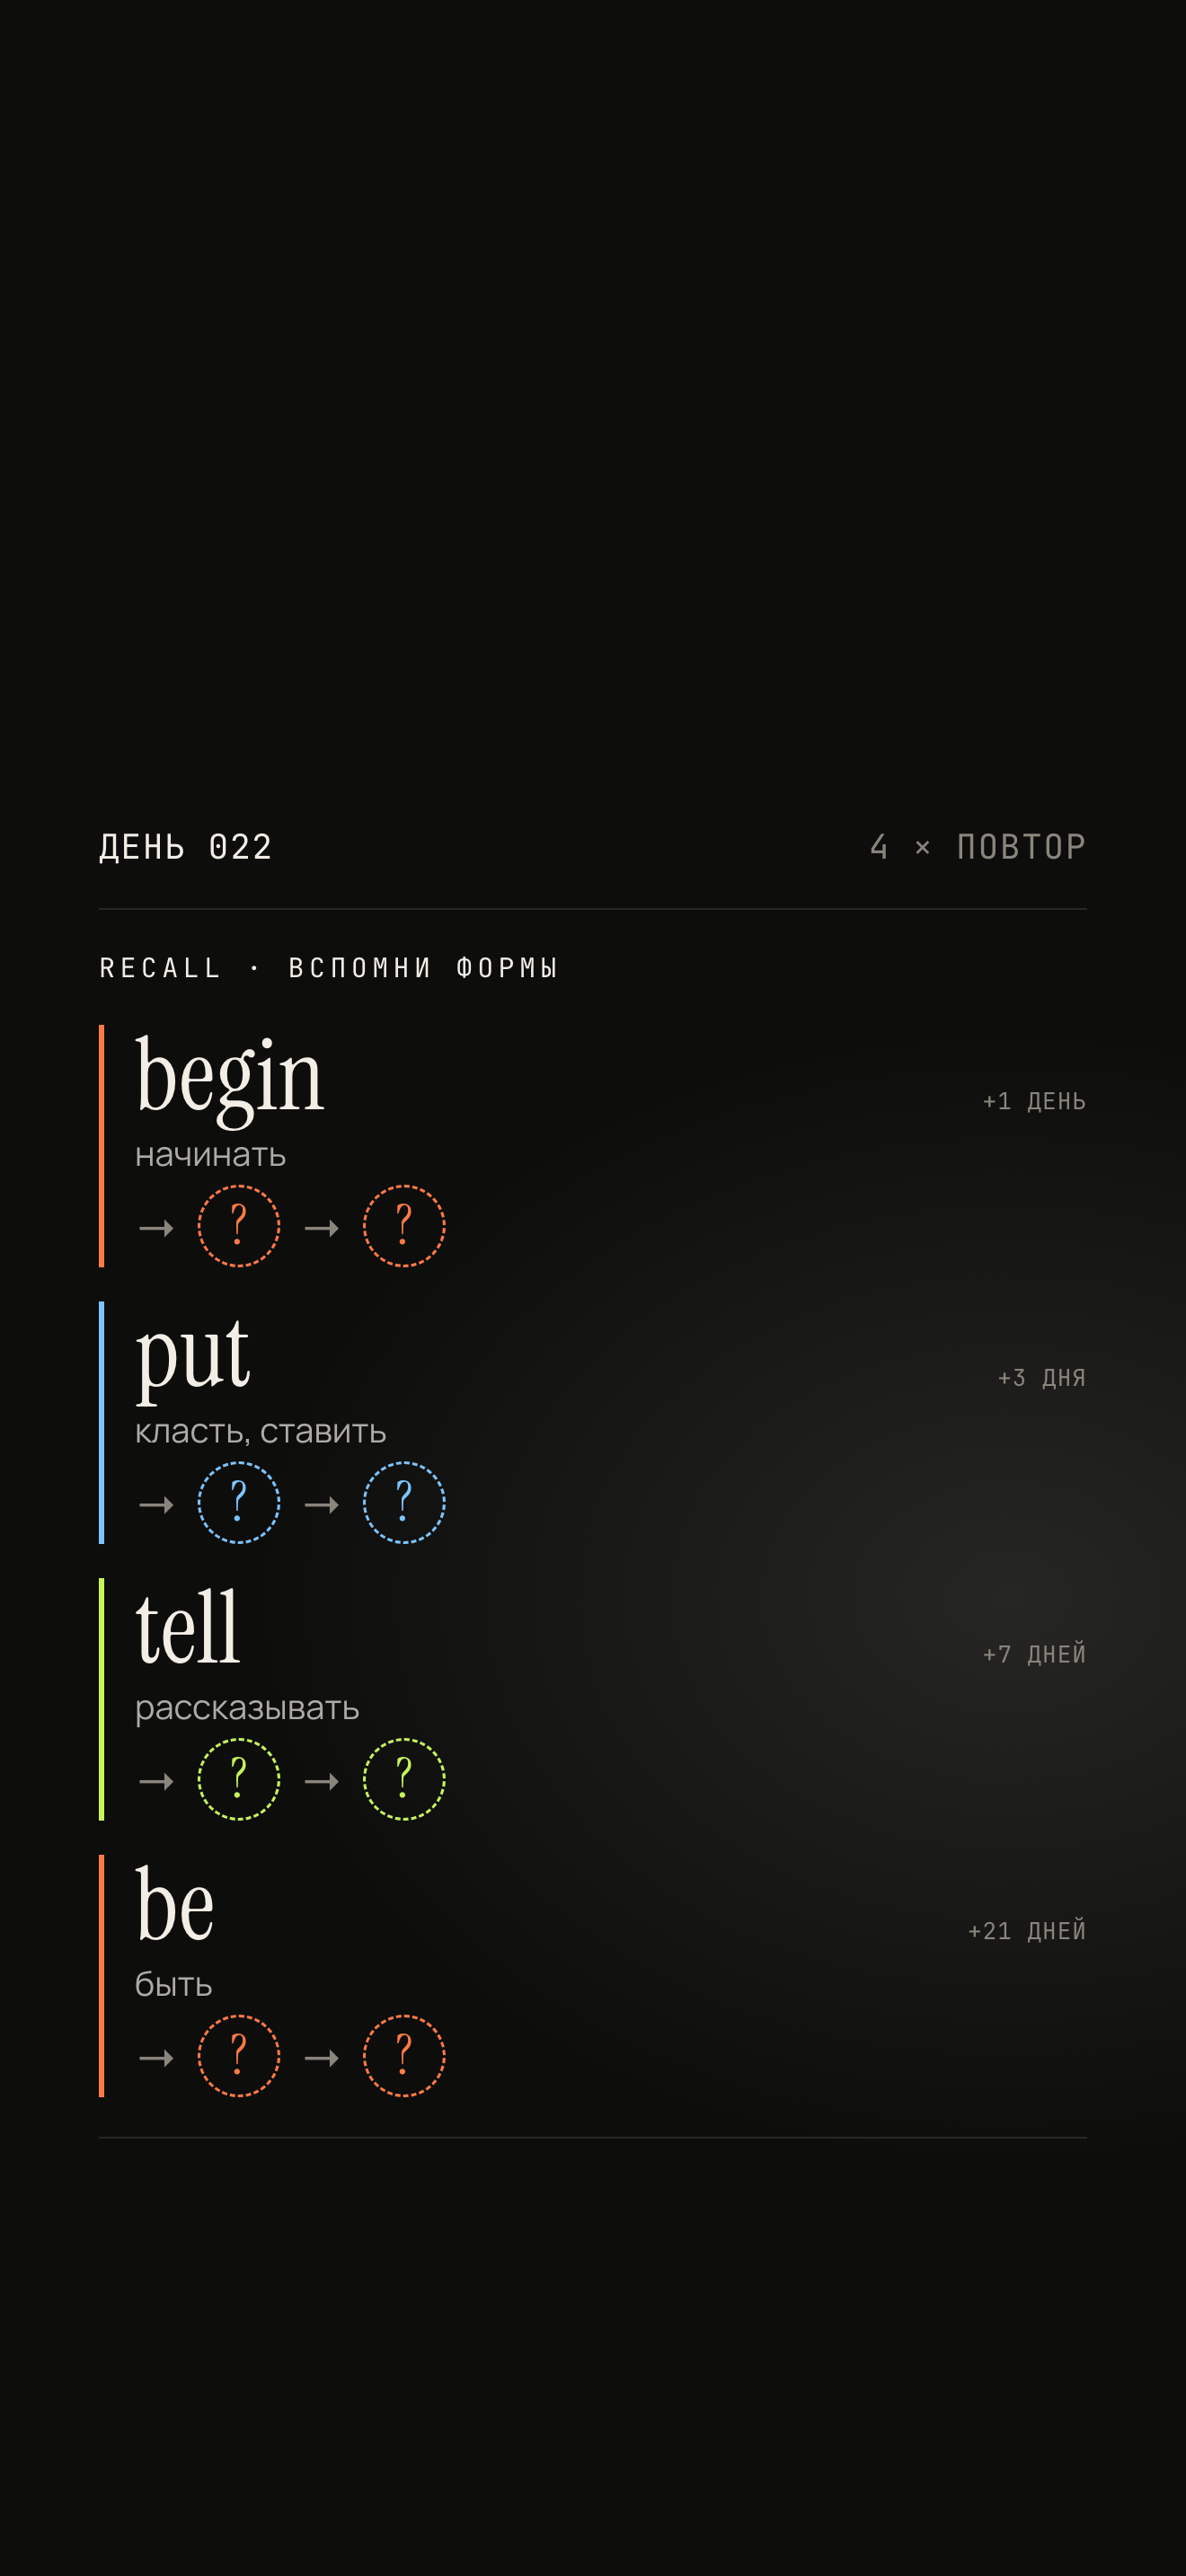 ДЕНЬ 022
4 × ПОВТОР
RECALL · ВСПОМНИ ФОРМЫ
begin
+1 ДЕНЬ
начинать
→ ? → ?
put
+3 ДНЯ
класть, ставить
→ ? → ?
tell
+7 ДНЕЙ
рассказывать
→ ? → ?
be
+21 ДНЕЙ
быть
→ ? → ?